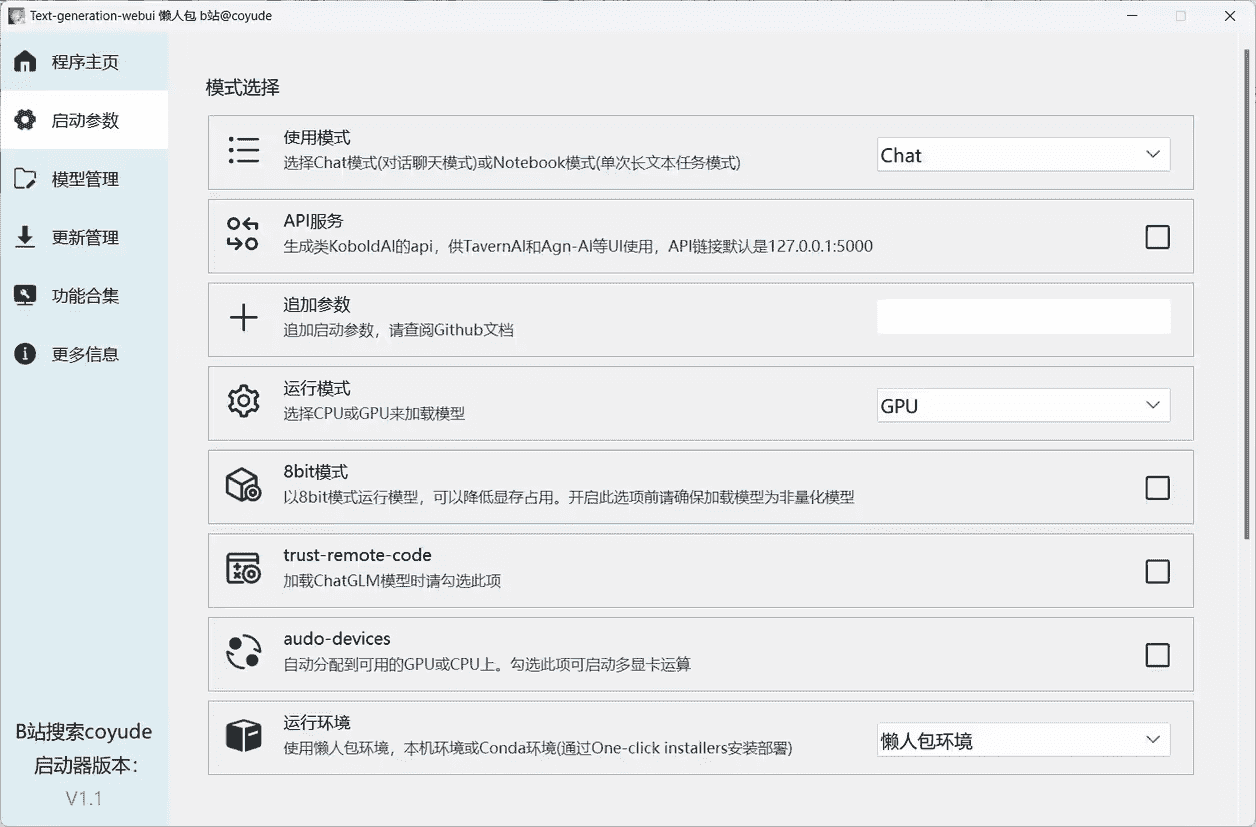 Text-generation-webui 懒人包 b站@coyude
程序主页
启动参数
模型管理
更新管理
功能合集
更多信息
B站搜索coyude
启动器版本：
V1.1
模式选择
使用模式
选择Chat模式(对话聊天模式)或Notebook模式(单次长文本任务模式)
Chat
API服务
生成类KoboldAI的api，供TavernAI和Agn-AI等UI使用，API链接默认是127.0.0.1:5000
追加参数
追加启动参数，请查阅Github文档
运行模式
选择CPU或GPU来加载模型
GPU
8bit模式
以8bit模式运行模型，可以降低显存占用。开启此选项前请确保加载模型为非量化模型
trust-remote-code
加载ChatGLM模型时请勾选此项
audo-devices
自动分配到可用的GPU或CPU上。勾选此项可启动多显卡运算
运行环境
使用懒人包环境，本机环境或Conda环境(通过One-click installers安装部署)
懒人包环境